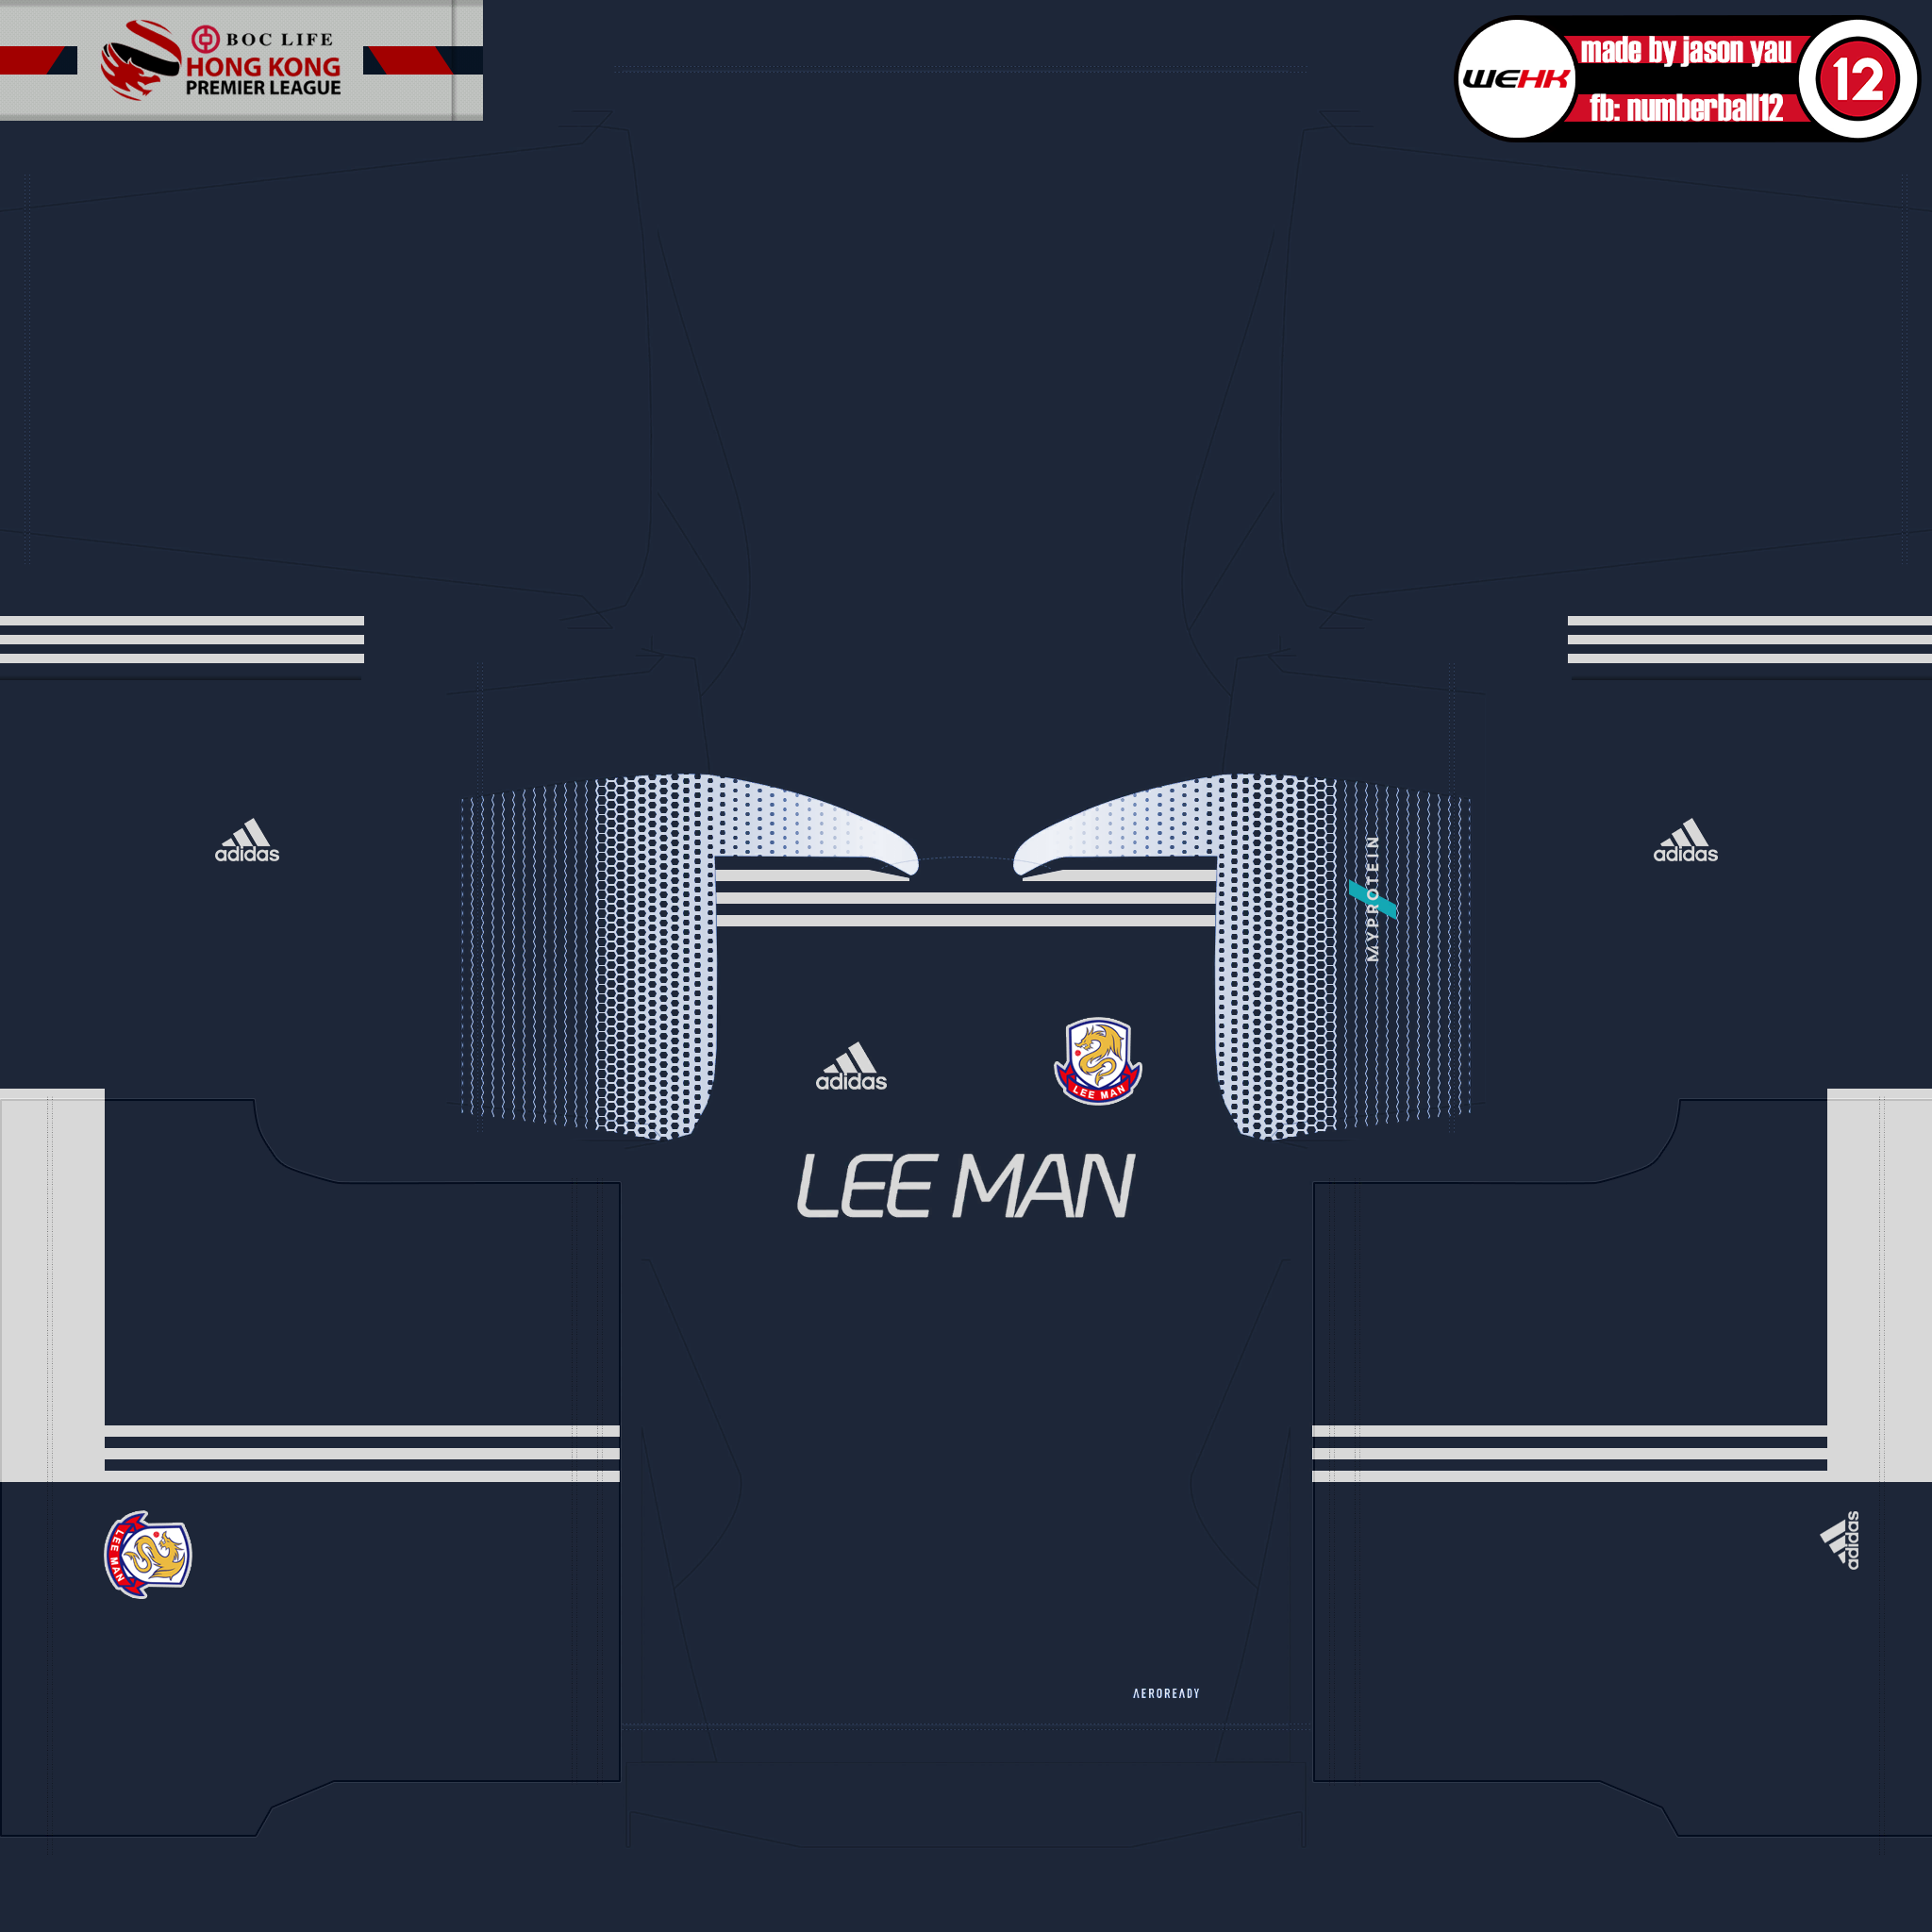 BOC LIFE
HONG KONG
PREMIER LEAGUE
made by jason yau
WEHK
12
fb: numberball12
adidas
adidas
MYPROTEIN
adidas
LEE MAN
LEE MAN
LEE MAN
adidas
AEROREADY